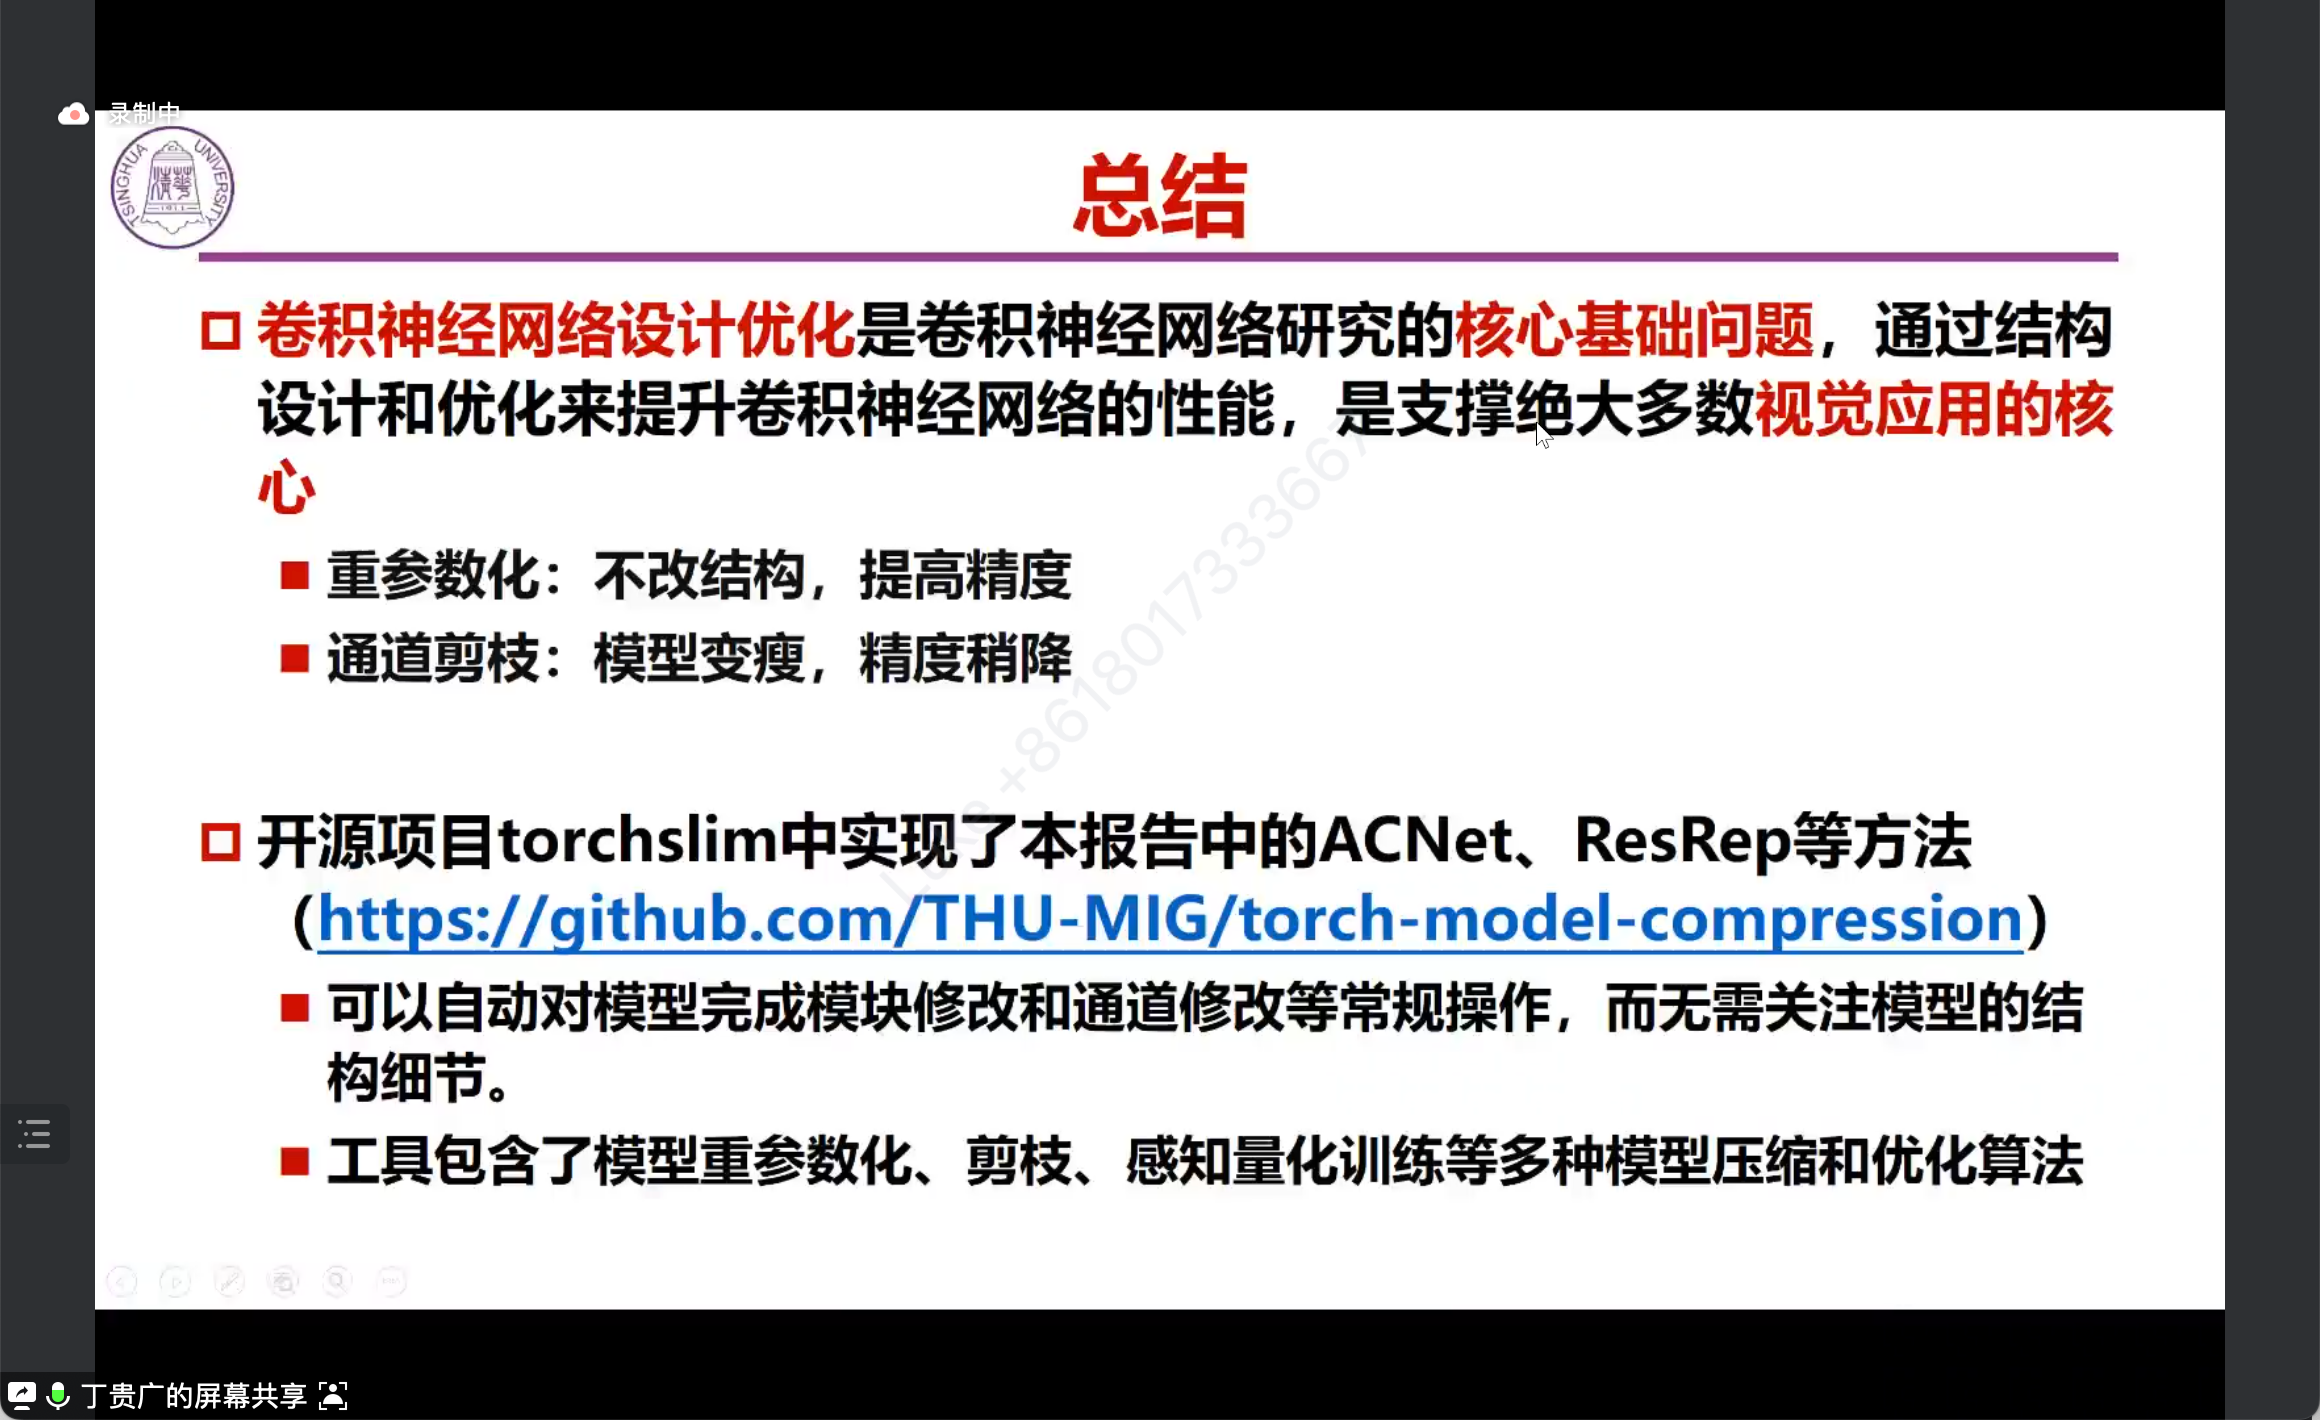 录制中
TSINGHUA UNIVERSITY
清華
1911
总结
卷积神经网络设计优化是卷积神经网络研究的核心基础问题，通过结构
设计和优化来提升卷积神经网络的性能，是支撑绝大多数视觉应用的核
心
重参数化：不改结构，提高精度
通道剪枝：模型变瘦，精度稍降
+8618017333667
开源项目torchslim中实现了本报告中的ACNet、ResRep等方法
（https://github.com/THU-MIG/torch-model-compression）
可以自动对模型完成模块修改和通道修改等常规操作，而无需关注模型的结
构细节。
工具包含了模型重参数化、剪枝、感知量化训练等多种模型压缩和优化算法
丁贵广的屏幕共享